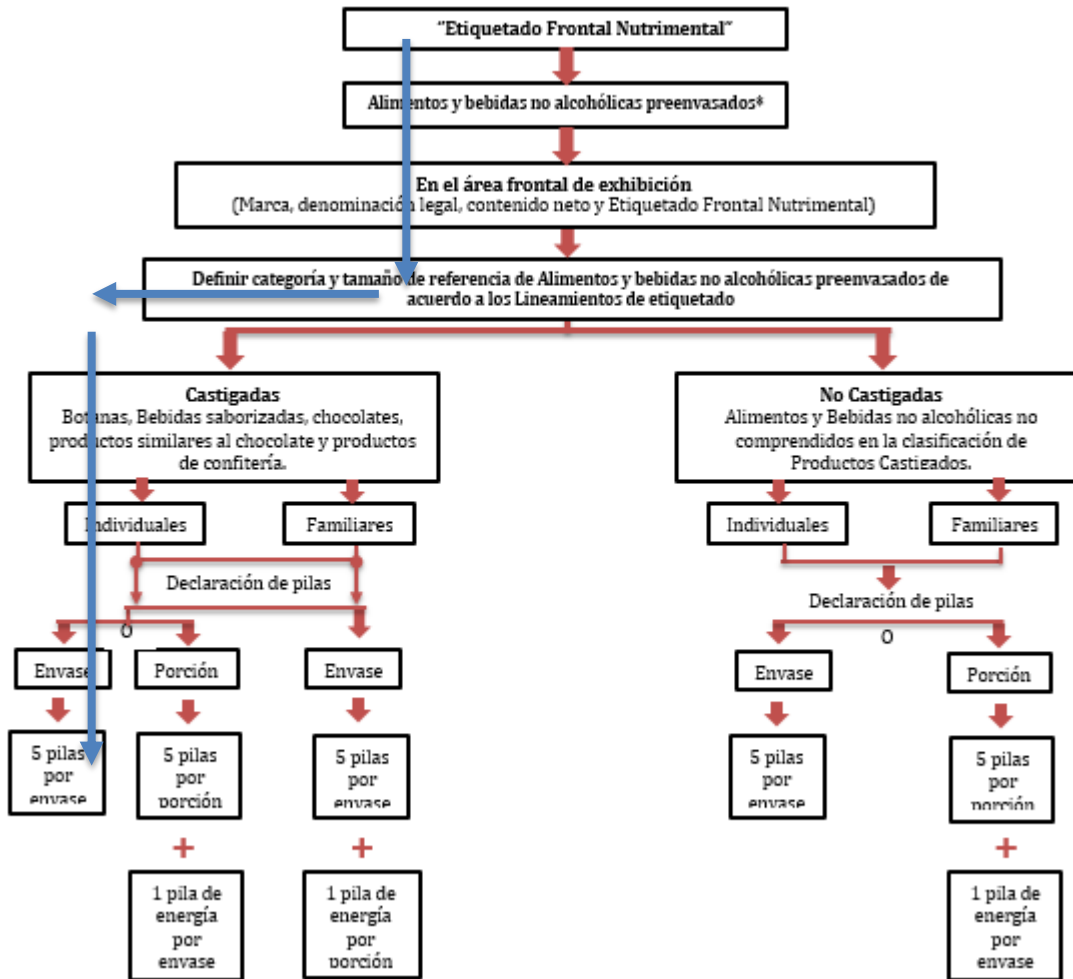 "Etiquetado Frontal Nutrimental"
Alimentos y bebidas no alcohólicas preenvasados*
En el área frontal de exhibición
(Marca, denominación legal, contenido neto y Etiquetado Frontal Nutrimental)
Definir categoría y tamaño de referencia de Alimentos y bebidas no alcohólicas preenvasados de
acuerdo a los Lineamientos de etiquetado
Castigadas
Botanas, Bebidas saborizadas, chocolates,
productos similares al chocolate y productos
de confitería.
No Castigadas
Alimentos y Bebidas no alcohólicas no
comprendidos en la clasificación de
Productos Castigados.
Individuales
Familiares
Individuales
Familiares
Declaración de pilas
Declaración de pilas
O
O
Envase
Porción
Envase
Envase
Porción
5 pilas
por
envase
5 pilas
por
porción
5 pilas
por
envase
5 pilas
por
envase
5 pilas
por
porción
+
+
+
1 pila de
energía
por
envase
1 pila de
energía
por
porción
1 pila de
energía
por
envase